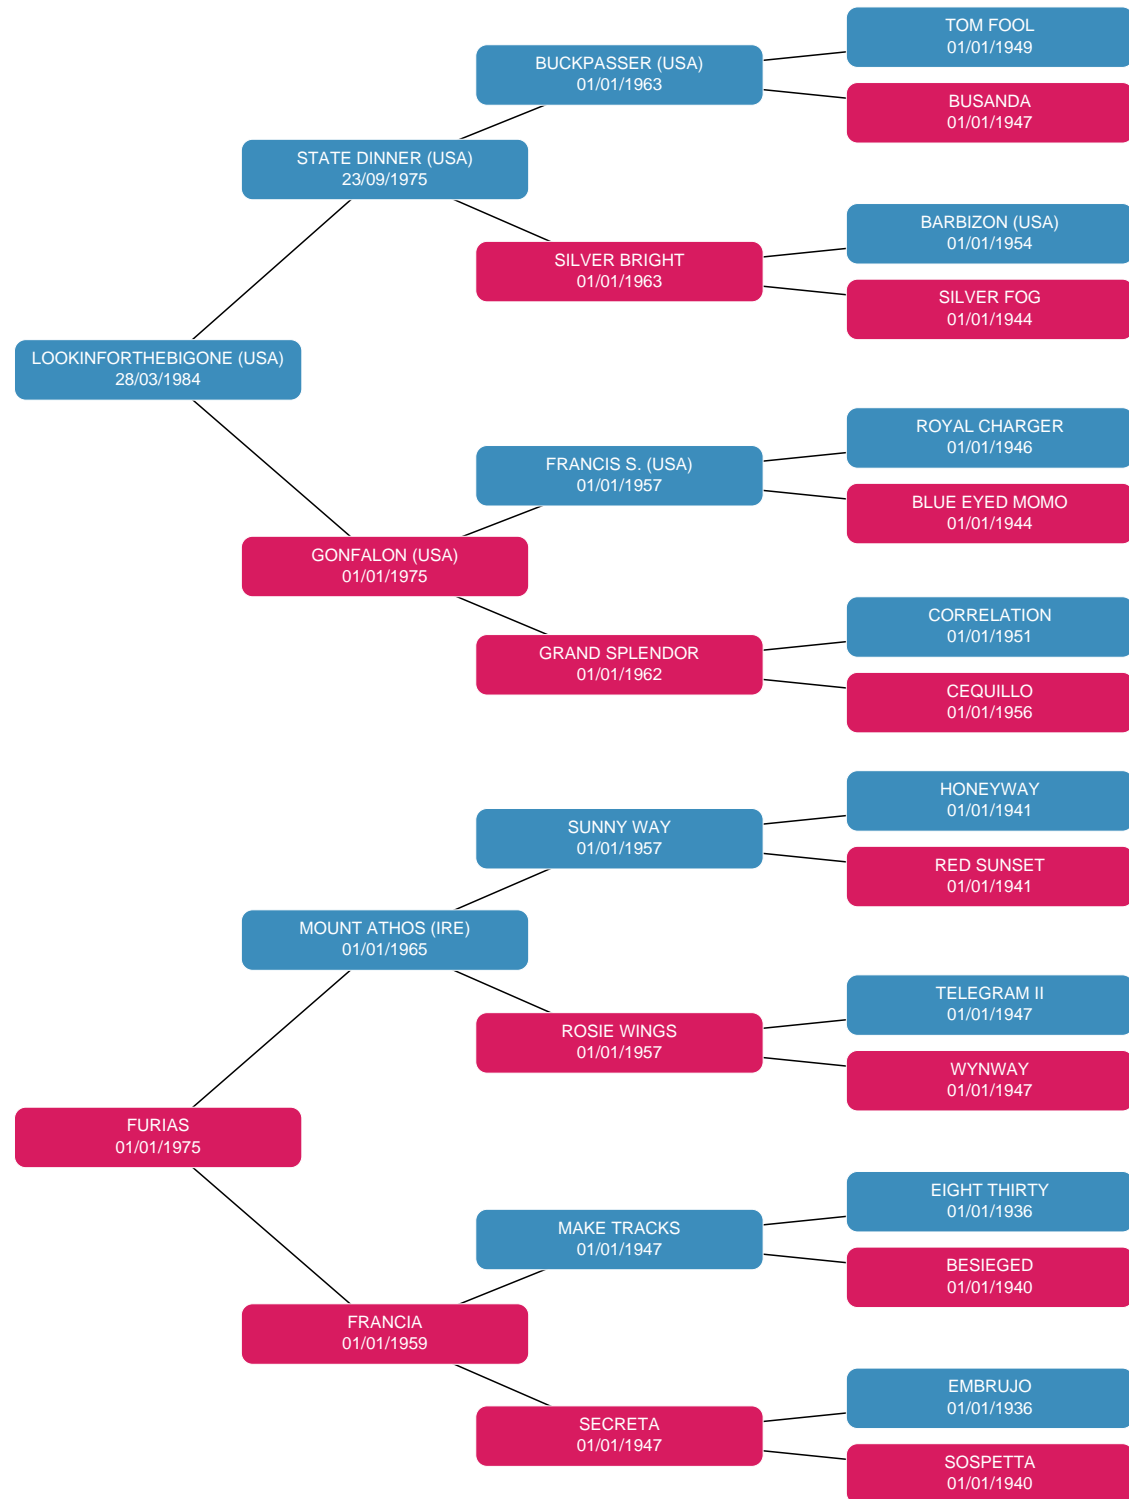 TOM FOOL
01/01/1949
BUCKPASSER (USA)
01/01/1963
BUSANDA
01/01/1947
STATE DINNER (USA)
23/09/1975
BARBIZON (USA)
01/01/1954
SILVER BRIGHT
01/01/1963
SILVER FOG
01/01/1944
LOOKINFORTHEBIGONE (USA)
28/03/1984
ROYAL CHARGER
01/01/1946
FRANCIS S. (USA)
01/01/1957
BLUE EYED MOMO
01/01/1944
GONFALON (USA)
01/01/1975
CORRELATION
01/01/1951
GRAND SPLENDOR
01/01/1962
CEQUILLO
01/01/1956
HONEYWAY
01/01/1941
SUNNY WAY
01/01/1957
RED SUNSET
01/01/1941
MOUNT ATHOS (IRE)
01/01/1965
TELEGRAM II
01/01/1947
ROSIE WINGS
01/01/1957
WYNWAY
01/01/1947
FURIAS
01/01/1975
EIGHT THIRTY
01/01/1936
MAKE TRACKS
01/01/1947
BESIEGED
01/01/1940
FRANCIA
01/01/1959
EMBRUJO
01/01/1936
SECRETA
01/01/1947
SOSPETTA
01/01/1940